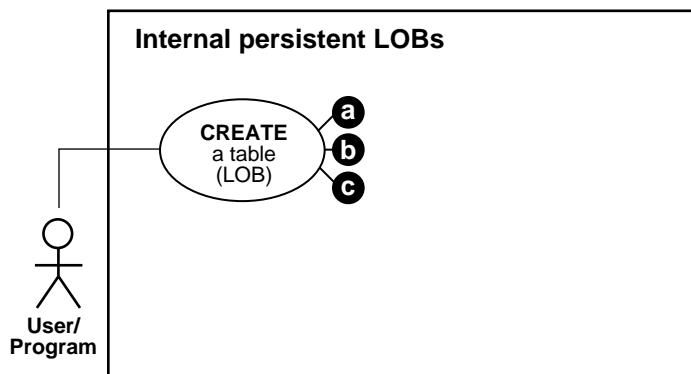 Internal persistent LOBs
a
CREATE
b
a table
(LOB)
c
User/
Program